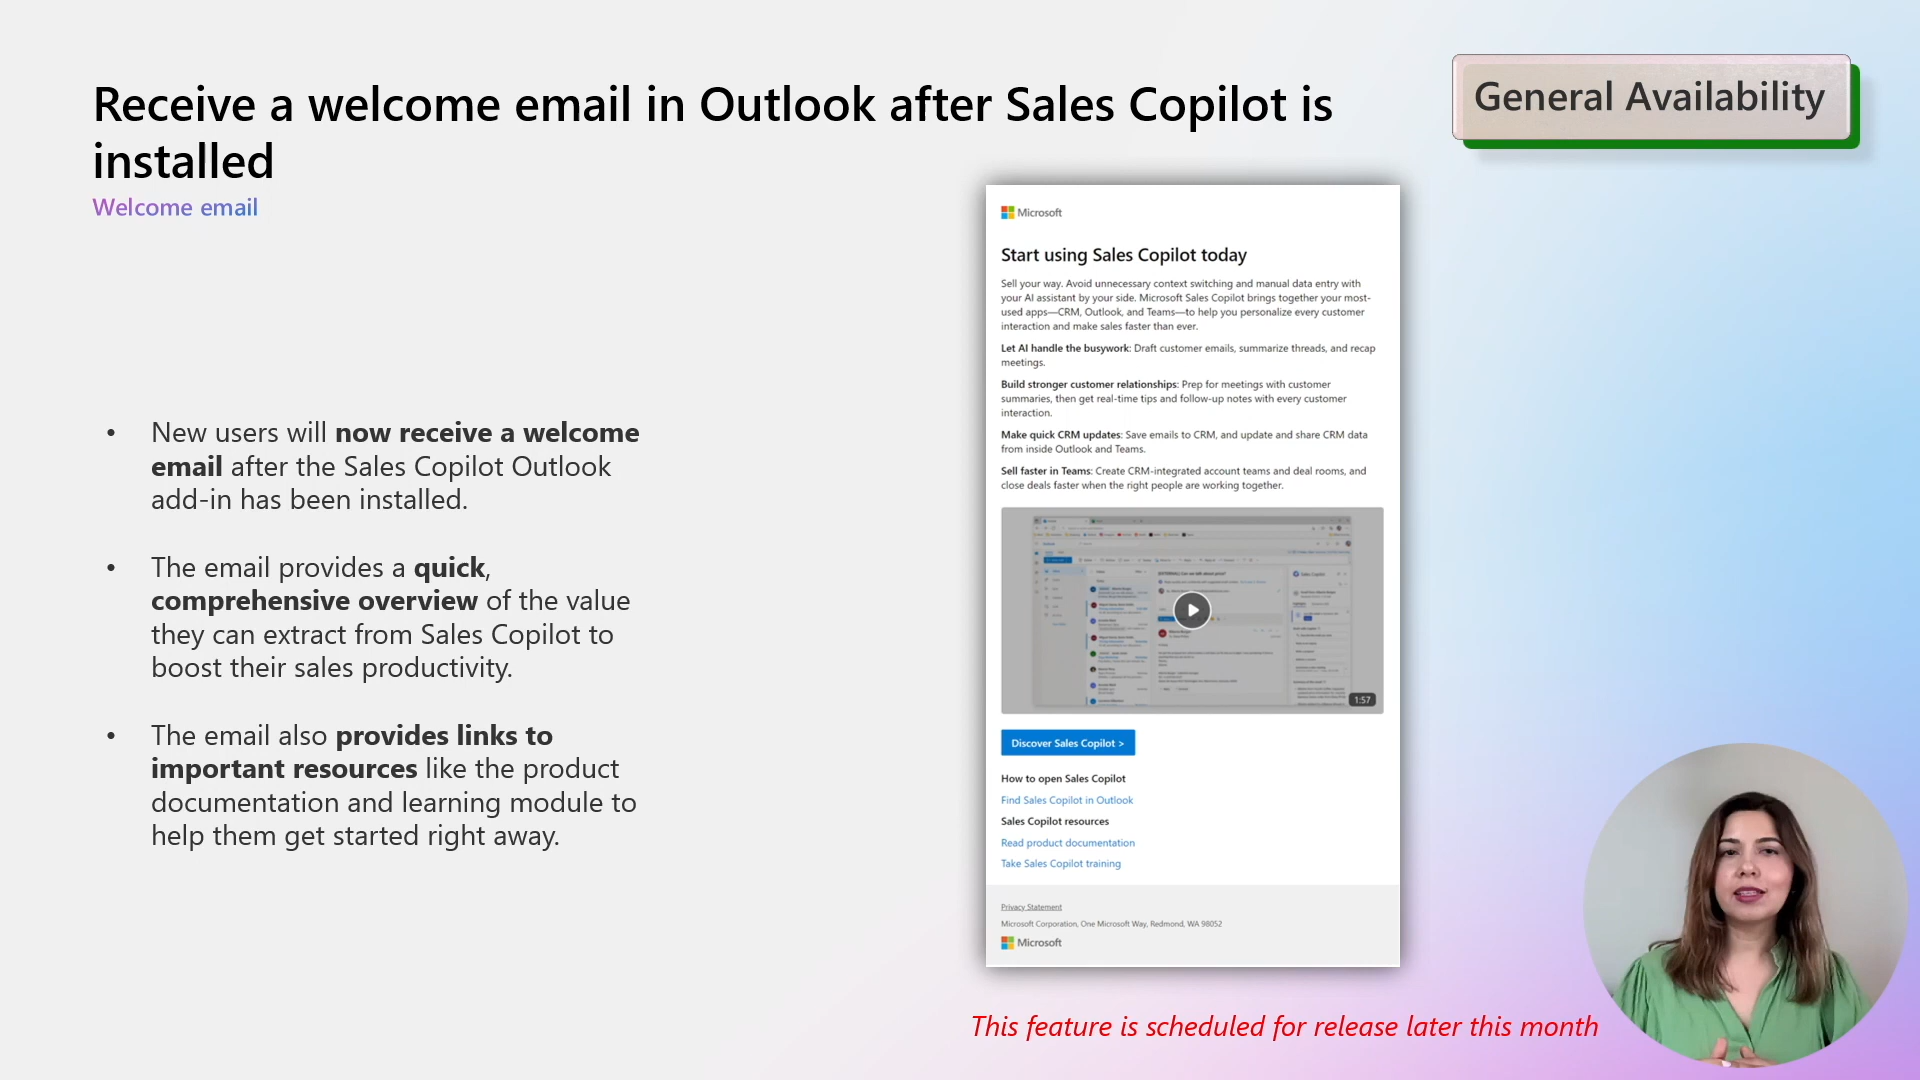 Receive a welcome email in Outlook after Sales Copilot is
installed
Welcome email
General Availability
• New users will now receive a welcome
email after the Sales Copilot Outlook
add-in has been installed.
• The email provides a quick,
comprehensive overview of the value
they can extract from Sales Copilot to
boost their sales productivity.
• The email also provides links to
important resources like the product
documentation and learning module to
help them get started right away.
Microsoft
Start using Sales Copilot today
Sell your way. Avoid unnecessary context switching and manual data entry with
your AI assistant by your side. Microsoft Sales Copilot brings together your most-
used apps—CRM, Outlook, and Teams—to help you personalize every customer
interaction and make sales faster than ever.
Let AI handle the busywork: Draft customer emails, summarize threads, and recap
meetings.
Build stronger customer relationships: Prep for meetings with customer
summaries, then get real-time tips and follow-up notes with every customer
interaction.
Make quick CRM updates: Save emails to CRM, and update and share CRM data
from inside Outlook and Teams.
Sell faster in Teams: Create CRM-integrated account teams and deal rooms, and
close deals faster when the right people are working together.
1:57
Discover Sales Copilot >
How to open Sales Copilot
Find Sales Copilot in Outlook
Sales Copilot resources
Read product documentation
Take Sales Copilot training
Privacy Statement
Microsoft Corporation, One Microsoft Way, Redmond, WA 98052
Microsoft
This feature is scheduled for release later this month